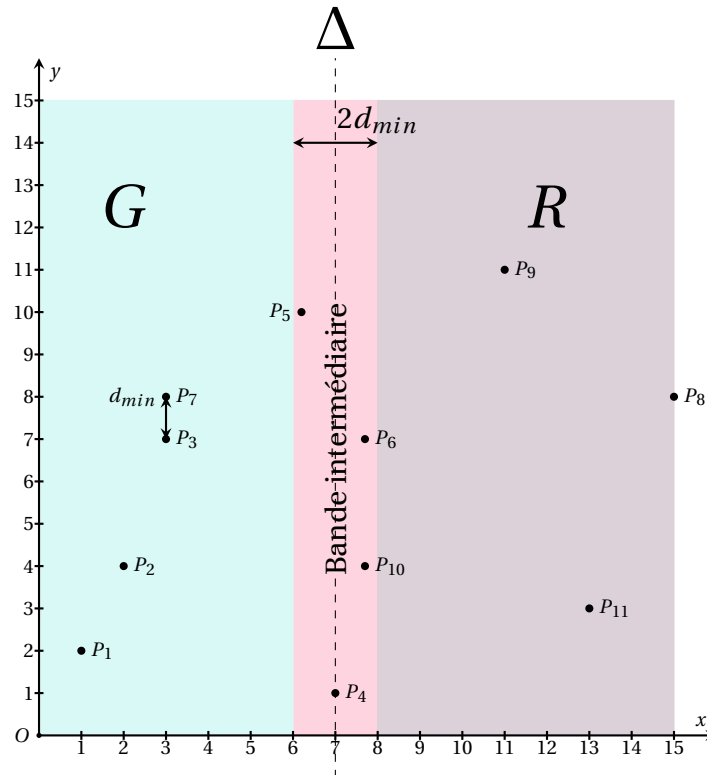 Δ
y
15
14
13
12
11
10
9
8
7
6
5
4
3
2
1
O
2d_min
G
R
P_9
P_5
Bande intermédiaire
d_min
P_7
P_8
P_3
P_6
P_2
P_10
P_11
P_1
P_4
x
1 2 3 4 5 6 7 8 9 10 11 12 13 14 15